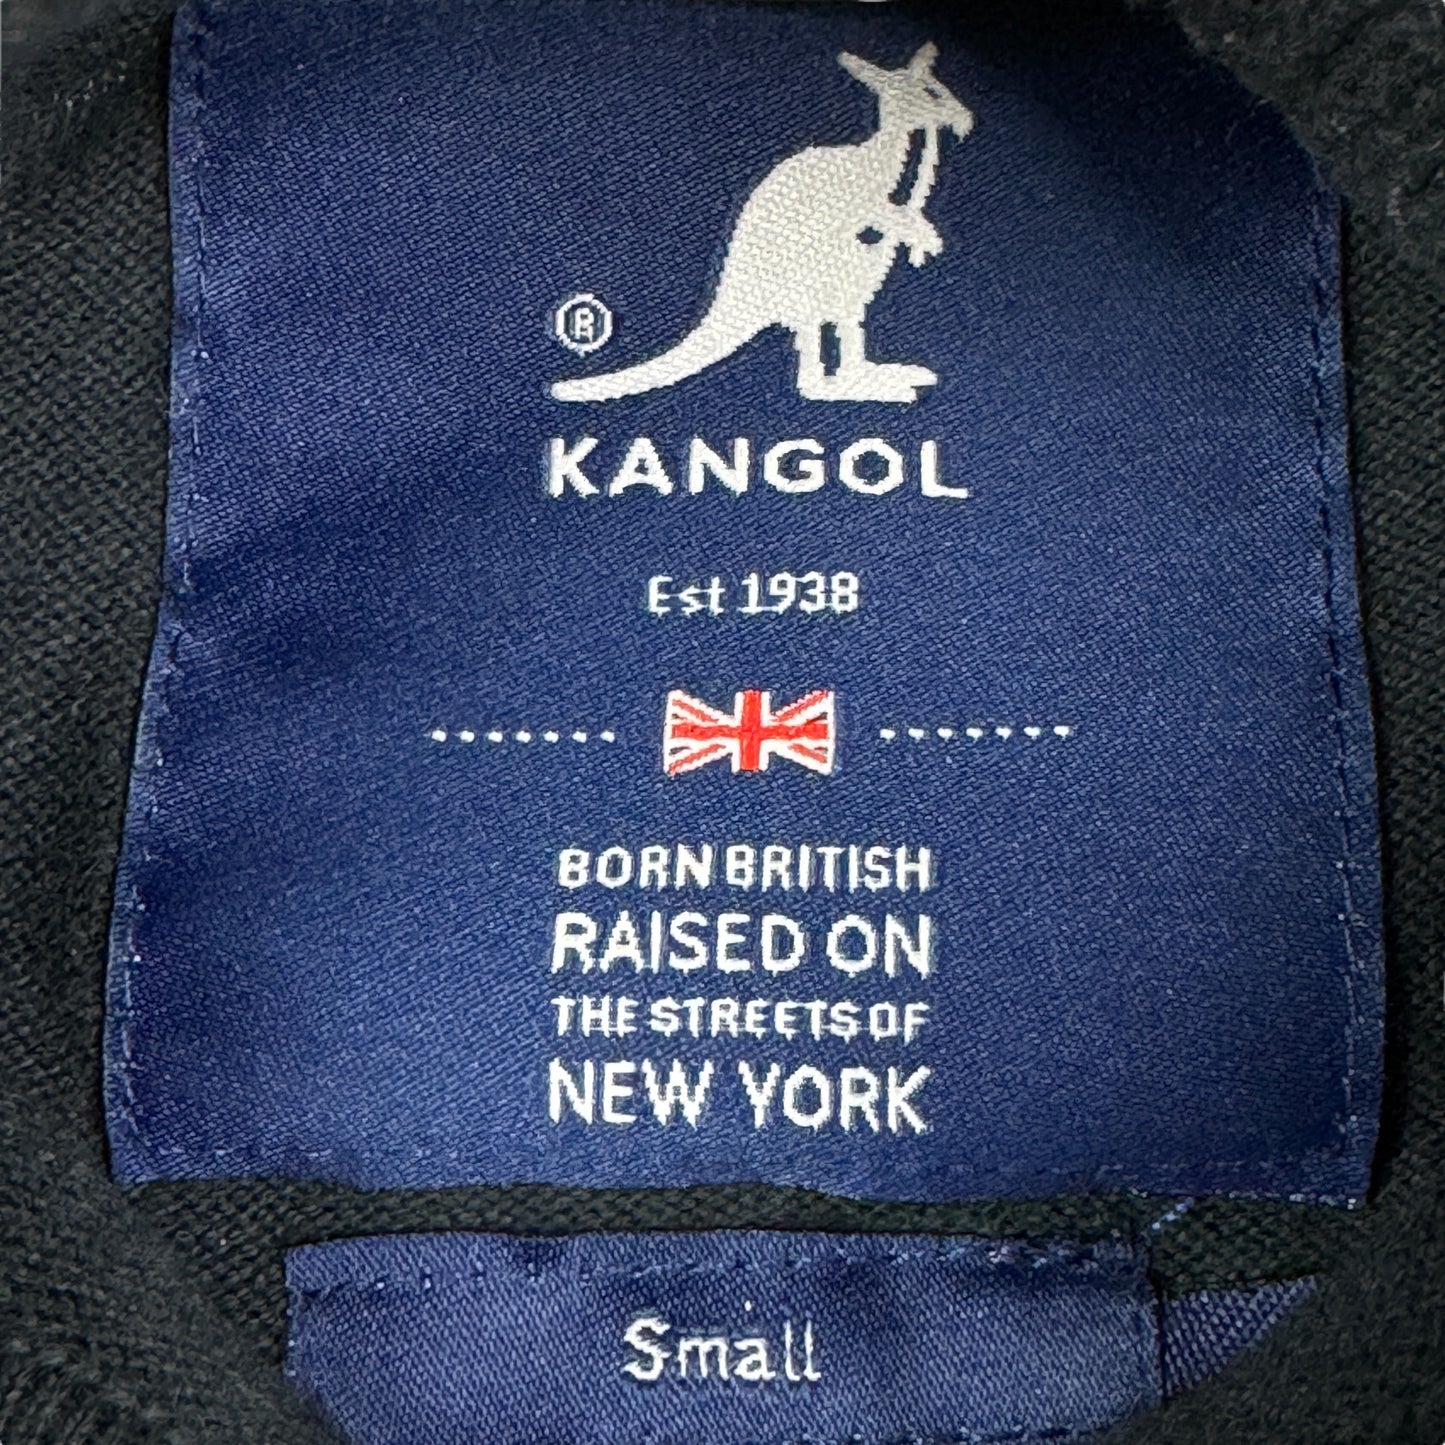 ®
KANGOL
Est 1938
BORN BRITISH
RAISED ON
THE STREETS OF
NEW YORK
Small